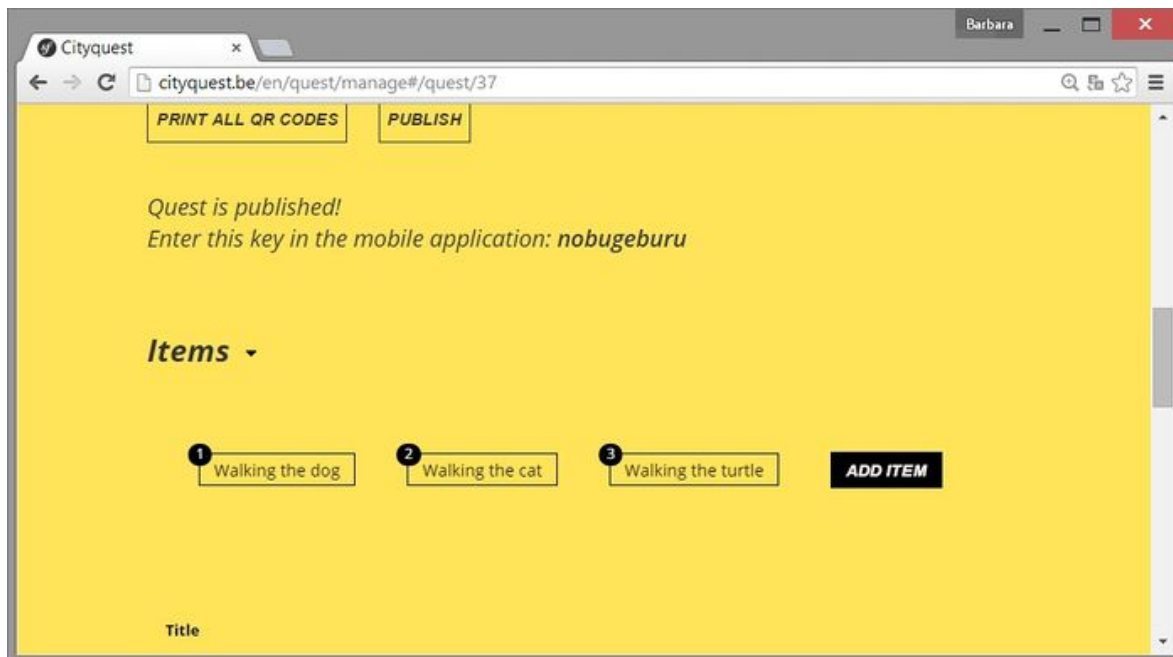 Barbara
Cityquest
cityquest.be/en/quest/manage#/quest/37
PRINT ALL QR CODES PUBLISH
Quest is published!
Enter this key in the mobile application: nobugeburu
Items
1 Walking the dog 2 Walking the cat 3 Walking the turtle ADD ITEM
Title